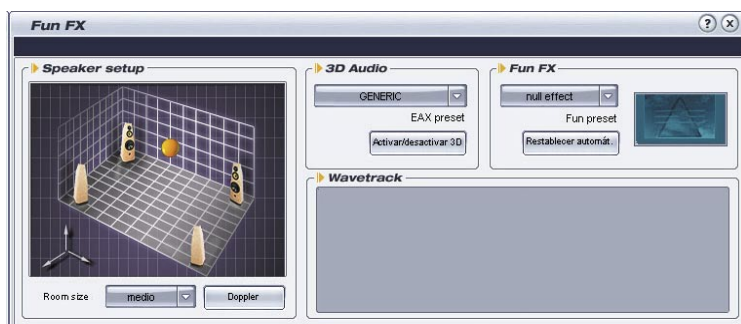 Fun FX
Speaker setup
Room size
medio
Doppler
3D Audio
GENERIC
EAX preset
Activar/desactivar 3D
Fun FX
null effect
Fun preset
Restablecer automát.
Wavetrack